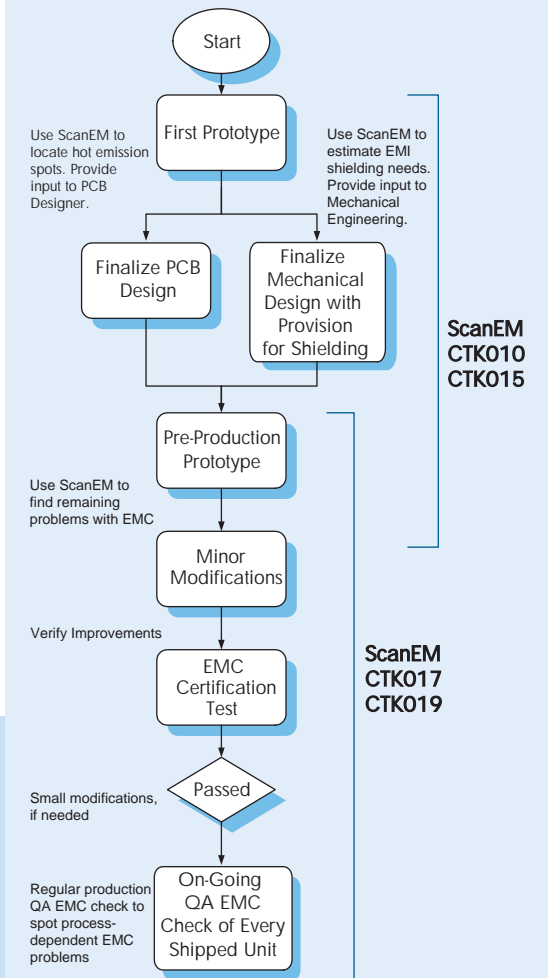 Start
First Prototype
Use ScanEM to
locate hot emission
spots. Provide
input to PCB
Designer.
Use ScanEM to
estimate EMI
shielding needs.
Provide input to
Mechanical
Engineering.
Finalize PCB
Design
Finalize
Mechanical
Design with
Provision
for Shielding
ScanEM
CTK010
CTK015
Pre-Production
Prototype
Use ScanEM to
find remaining
problems with EMC
Minor
Modifications
Verify Improvements
EMC
Certification
Test
ScanEM
CTK017
CTK019
Passed
Small modifications,
if needed
On-Going
QA EMC
Check of Every
Shipped Unit
Regular production
QA EMC check to
spot process-
dependent EMC
problems